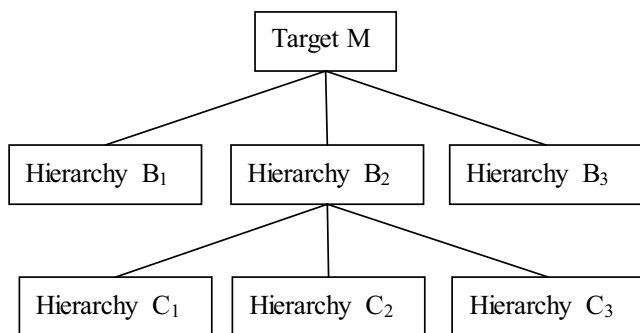 Target M
Hierarchy B₁
Hierarchy B₂
Hierarchy B₃
Hierarchy C₁
Hierarchy C₂
Hierarchy C₃